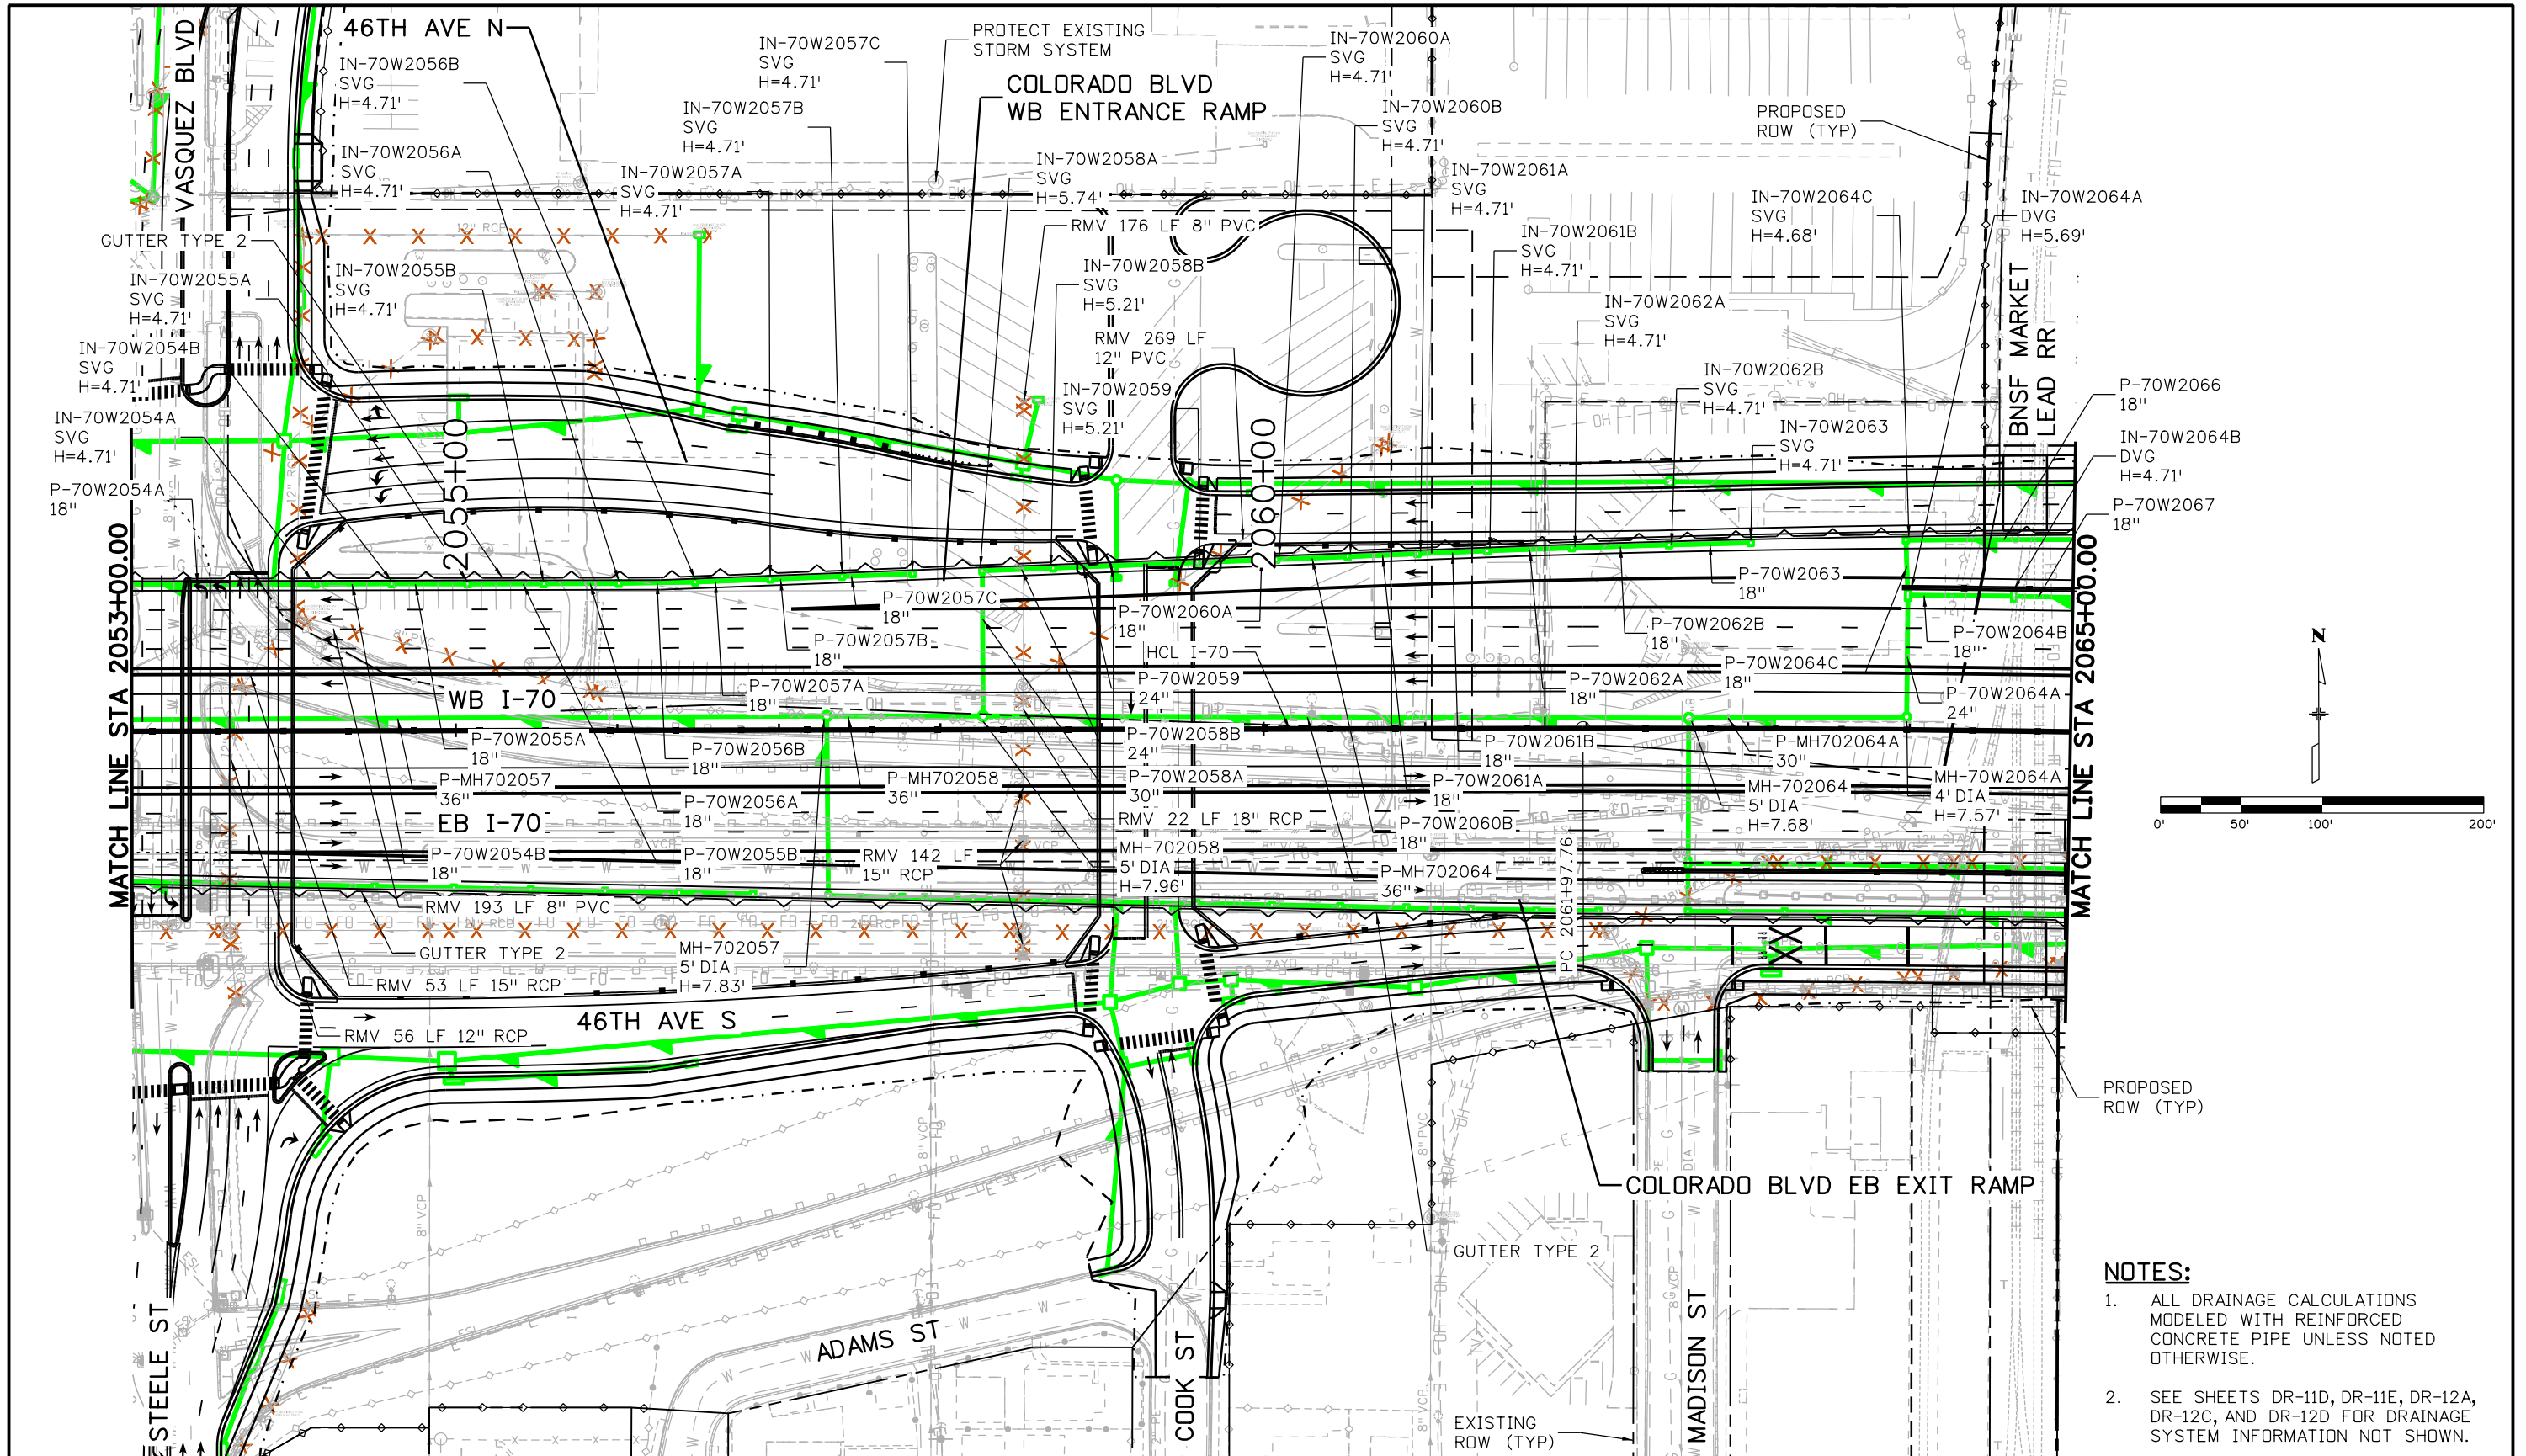 46TH AVE N
VASQUEZ BLVD
IN-70W2056B
SVG
H=4.71'
IN-70W2057C
SVG
H=4.71'
PROTECT EXISTING
STORM SYSTEM
COLORADO BLVD
WB ENTRANCE RAMP
IN-70W2060A
SVG
H=4.71'
IN-70W2057B
SVG
H=4.71'
IN-70W2060B
SVG
H=4.71'
PROPOSED
ROW (TYP)
IN-70W2056A
SVG
H=4.71'
IN-70W2057A
SVG
H=4.71'
IN-70W2058A
SVG
H=5.74'
IN-70W2061A
SVG
H=4.71'
IN-70W2064C
SVG
H=4.68'
IN-70W2064A
DVG
H=5.69'
12" RCP
RMV 176 LF 8" PVC
GUTTER TYPE 2
IN-70W2055A
SVG
H=4.71'
IN-70W2055B
SVG
H=4.71'
IN-70W2058B
SVG
H=5.21'
IN-70W2061B
SVG
H=4.71'
BNSF MARKET
LEAD RR
IN-70W2062A
SVG
H=4.71'
RMV 269 LF
12" PVC
IN-70W2054B
SVG
H=4.71'
IN-70W2059
SVG
H=5.21'
IN-70W2062B
SVG
H=4.71'
P-70W2066
18"
IN-70W2054A
SVG
H=4.71'
2055+00
2060+00
IN-70W2063
SVG
H=4.71'
IN-70W2064B
DVG
H=4.71'
P-70W2054A
18"
P-70W2067
18"
MATCH LINE STA 2053+00.00
MATCH LINE STA 2065+00.00
N
P-70W2063
18"
P-70W2057C
18"
P-70W2060A
18"
P-70W2062B
18"
P-70W2064B
18"
P-70W2057B
18"
8" PVC
HCL I-70
P-70W2064C
18"
P-70W2059
24"
P-70W2062A
18"
P-70W2057A
18"
P-70W2064A
24"
WB I-70
P-70W2055A
18"
P-70W2056B
18"
P-70W2058B
24"
P-70W2061B
18"
P-MH702064A
30"
P-MH702057
36"
P-MH702058
36"
P-70W2058A
30"
P-70W2061A
18"
MH-702064
5' DIA
H=7.68'
MH-70W2064A
4' DIA
H=7.57'
P-70W2056A
18"
EB I-70
RMV 22 LF 18" RCP
P-70W2060B
18"
0' 50' 100' 200'
P-70W2054B
18"
P-70W2055B
18"
RMV 142 LF
15" RCP
MH-702058
5' DIA
H=7.96'
P-MH702064
36"
PC 2061+97.76
RMV 193 LF 8" PVC
GUTTER TYPE 2
MH-702057
5' DIA
H=7.83'
RMV 53 LF 15" RCP
46TH AVE S
RMV 56 LF 12" RCP
PROPOSED
ROW (TYP)
8" VCP
8" VCP
8" PVC
COLORADO BLVD EB EXIT RAMP
GUTTER TYPE 2
8" VCP
STEELE ST
ADAMS ST
COOK ST
MADISON ST
EXISTING
ROW (TYP)
NOTES:
1. ALL DRAINAGE CALCULATIONS
MODELED WITH REINFORCED
CONCRETE PIPE UNLESS NOTED
OTHERWISE.
2. SEE SHEETS DR-11D, DR-11E, DR-12A,
DR-12C, AND DR-12D FOR DRAINAGE
SYSTEM INFORMATION NOT SHOWN.